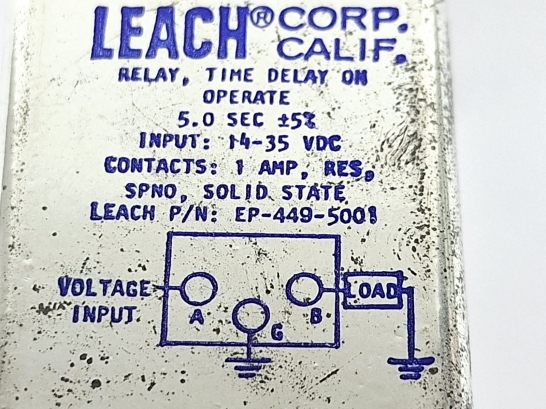 LEACH® CORP. CALIF.
RELAY, TIME DELAY ON
OPERATE
5.0 SEC ±5%
INPUT: 14-35 VDC
CONTACTS: 1 AMP, RES,
SPNO, SOLID STATE
LEACH P/N: EP-449-5001
VOLTAGE INPUT
A
G
B
LOAD